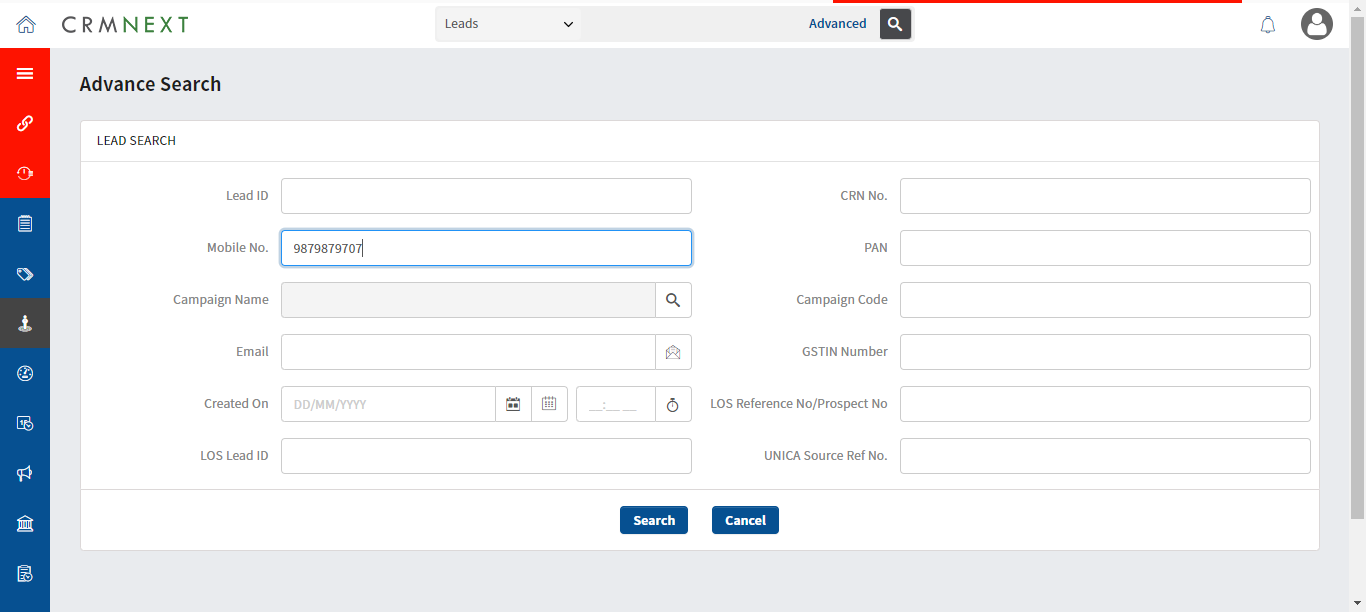 CRMNEXT
Leads
Advanced
Advance Search
LEAD SEARCH
Lead ID
CRN No.
Mobile No.
9879879707
PAN
Campaign Name
Campaign Code
Email
GSTIN Number
Created On
DD/MM/YYYY
__:__ __
LOS Reference No/Prospect No
LOS Lead ID
UNICA Source Ref No.
Search
Cancel